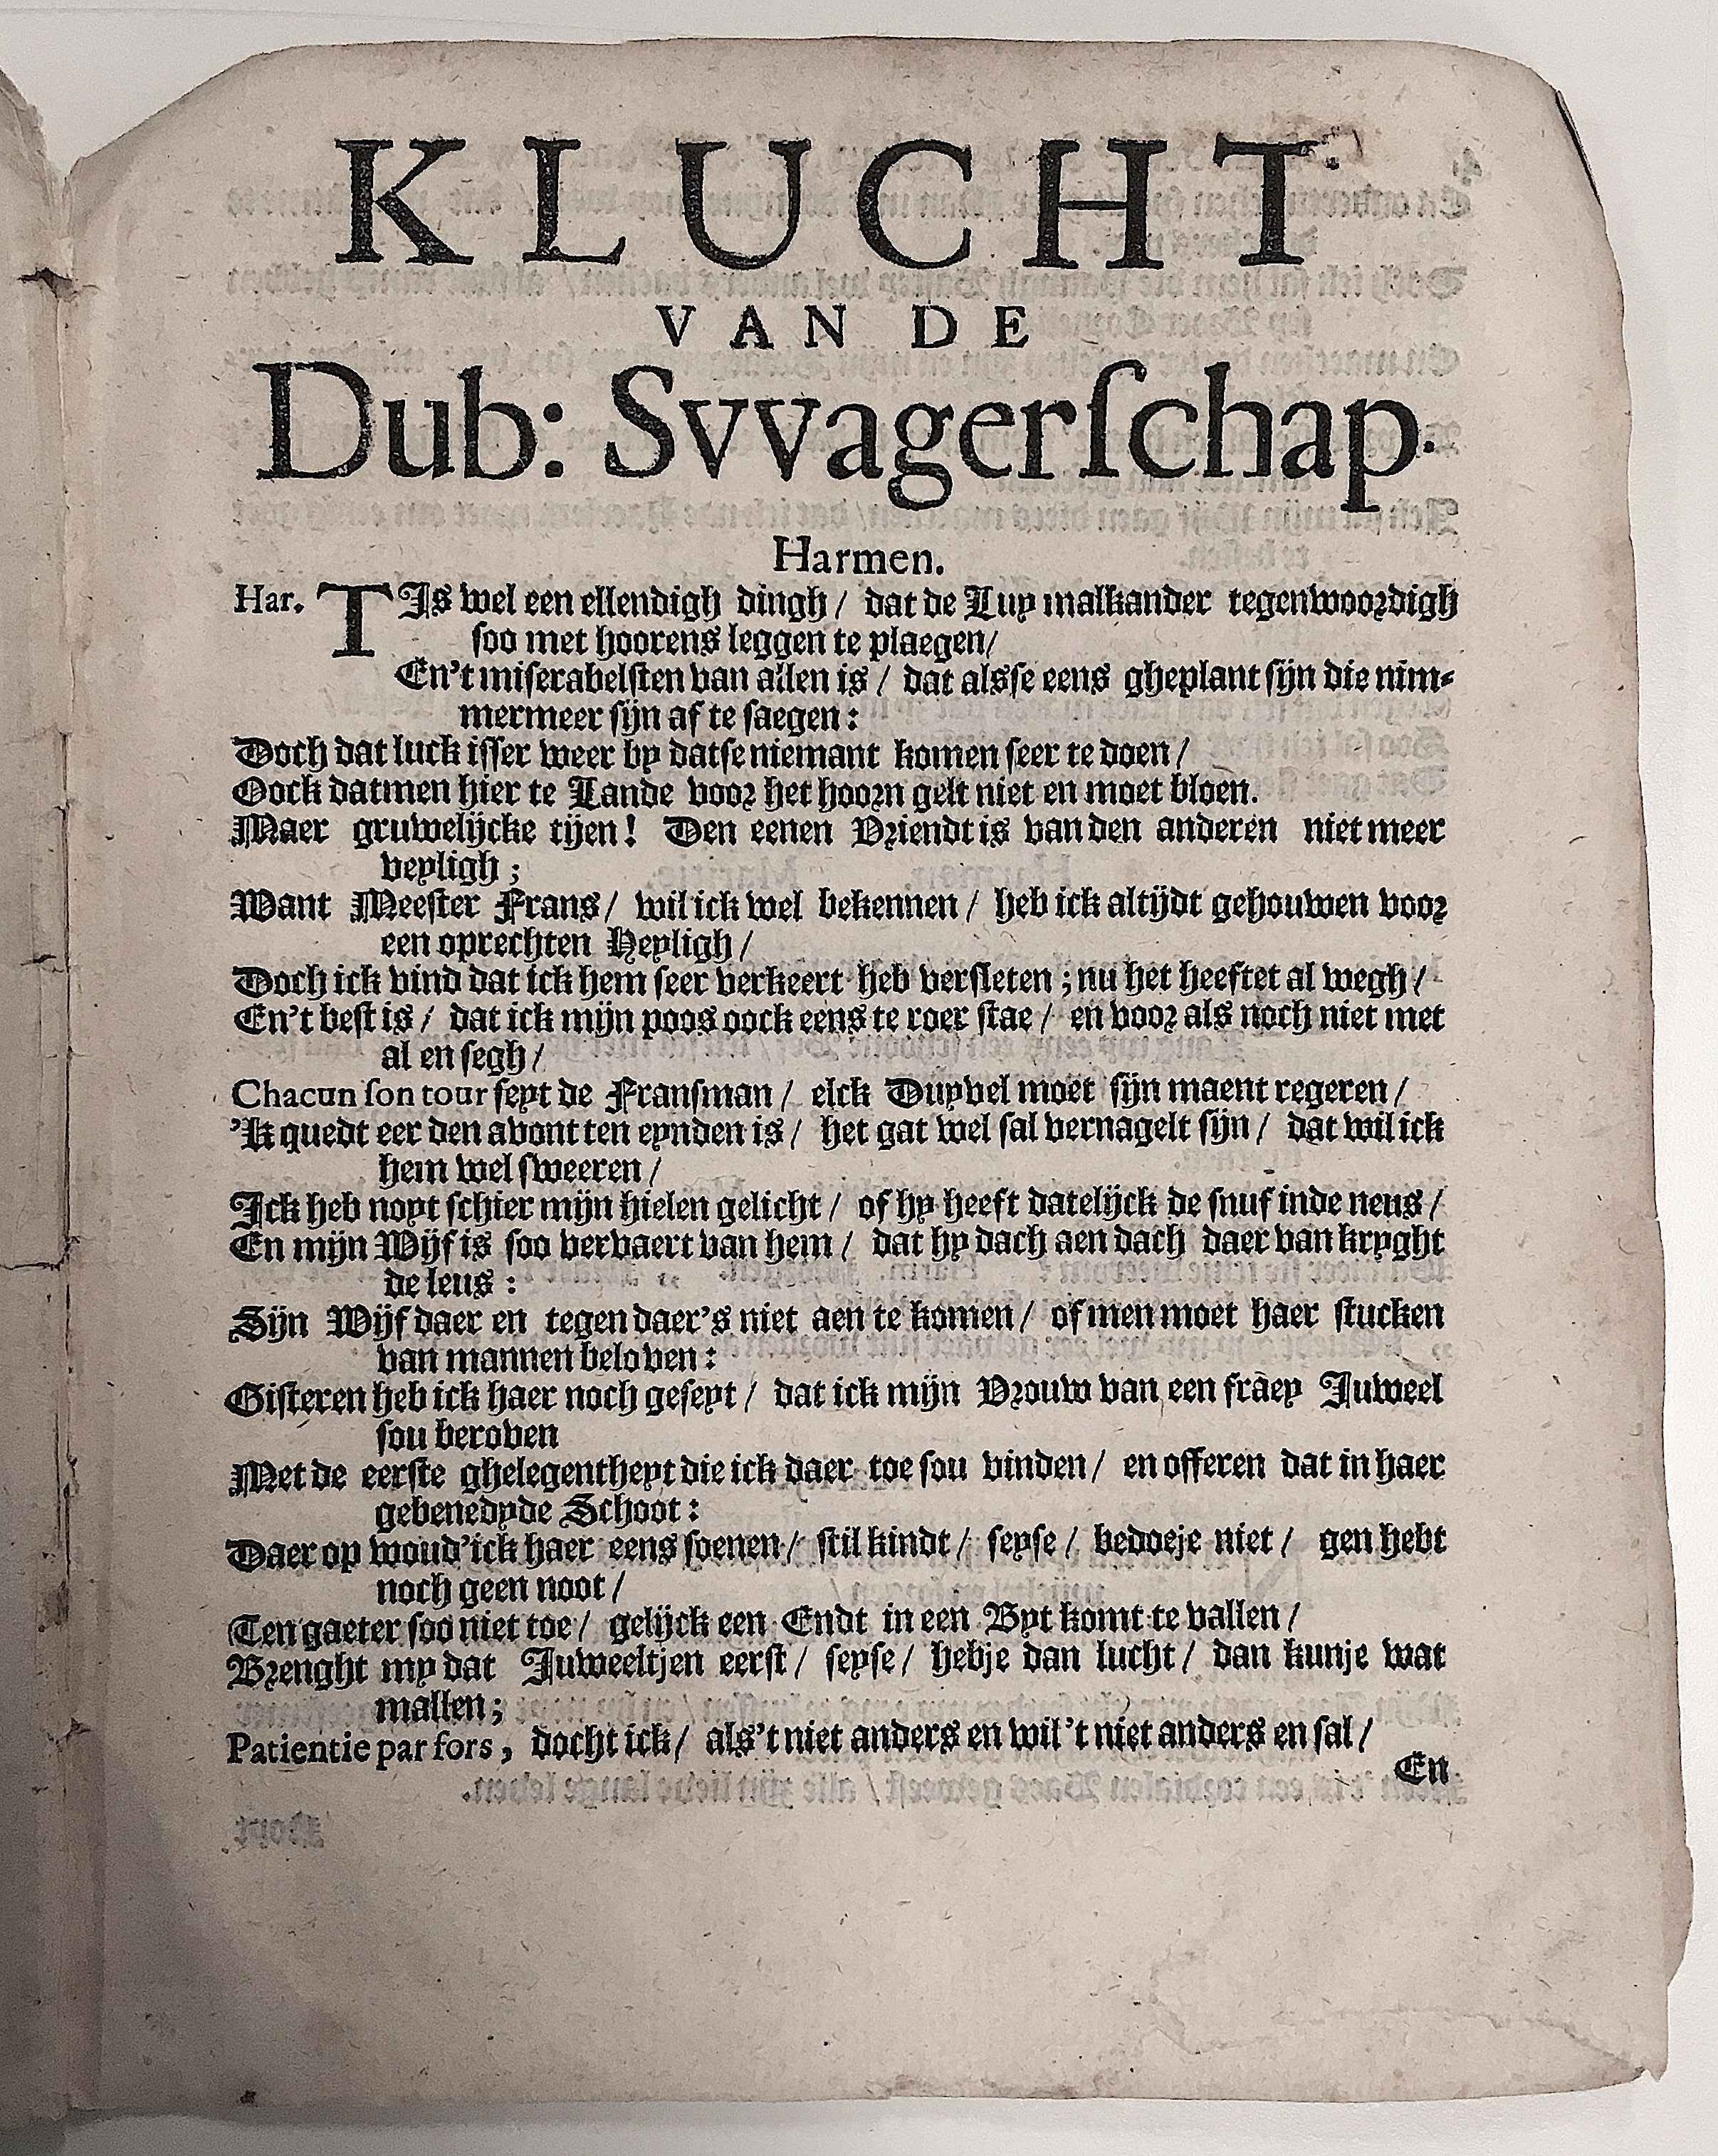 KLUCHT
VAN DE
Dub: Svvagerſchap.
Harmen.
Har. TIs wel een ellendigh dingh / dat de Luy malkander tegenwoordigh
ſoo met hoorens leggen te plaegen/
En't miſerabelſten van allen is / dat alsſe eens gheplant ſijn die nim-
mermeer ſijn af te ſaegen:
Doch dat luck iſſer weer by datſe niemant komen ſeer te doen /
Oock datmen hier te Lande voor het hoorn gelt niet en moet bloen.
Maer gruwelijcke tijen! Den eenen Vriendt is van den anderen niet meer
veyligh;
Want Meeſter Frans / wil ick wel bekennen / heb ick altijdt gehouwen voor
een oprechten Heyligh /
Doch ick vind dat ick hem ſeer verkeert heb verſleten; nu het heeftet al wegh /
En't beſt is / dat ick mijn poos oock eens te roer ſtae / en voor als noch niet met
al en ſegh /
Chacun ſon tour ſeyt de Franſman / elck Duyvel moet ſijn maent regeren /
'Ik quedt eer den avont ten eynden is / het gat wel ſal vernagelt ſijn / dat wil ick
hem wel ſweeren /
Ick heb noyt ſchier mijn hielen gelicht / of hy heeft datelijck de ſnuf inde neus /
En mijn Wijf is ſoo vervaert van hem / dat hy dach aen dach daer van kryght
de leus:
Sijn Wijf daer en tegen daer's niet aen te komen / of men moet haer ſtucken
van mannen beloven:
Giſteren heb ick haer noch geſeyt / dat ick mijn Vrouw van een fraey Juweel
ſou beroven
Met de eerſte ghelegentheyt die ick daer toe ſou vinden / en offeren dat in haer
gebenedyde Schoot:
Daer op woud'ick haer eens ſoenen / ſtil kindt / ſeyſe / bedoeje niet / gen hebt
noch geen noot /
Ten gaeter ſoo niet toe / gelijck een Endt in een Byt komt te vallen /
Brenght my dat Juweeltjen eerſt / ſeyſe / hebje dan lucht / dan kunje wat
mallen;
Patientie par fors, docht ick / als't niet anders en wil 't niet anders en ſal /
En